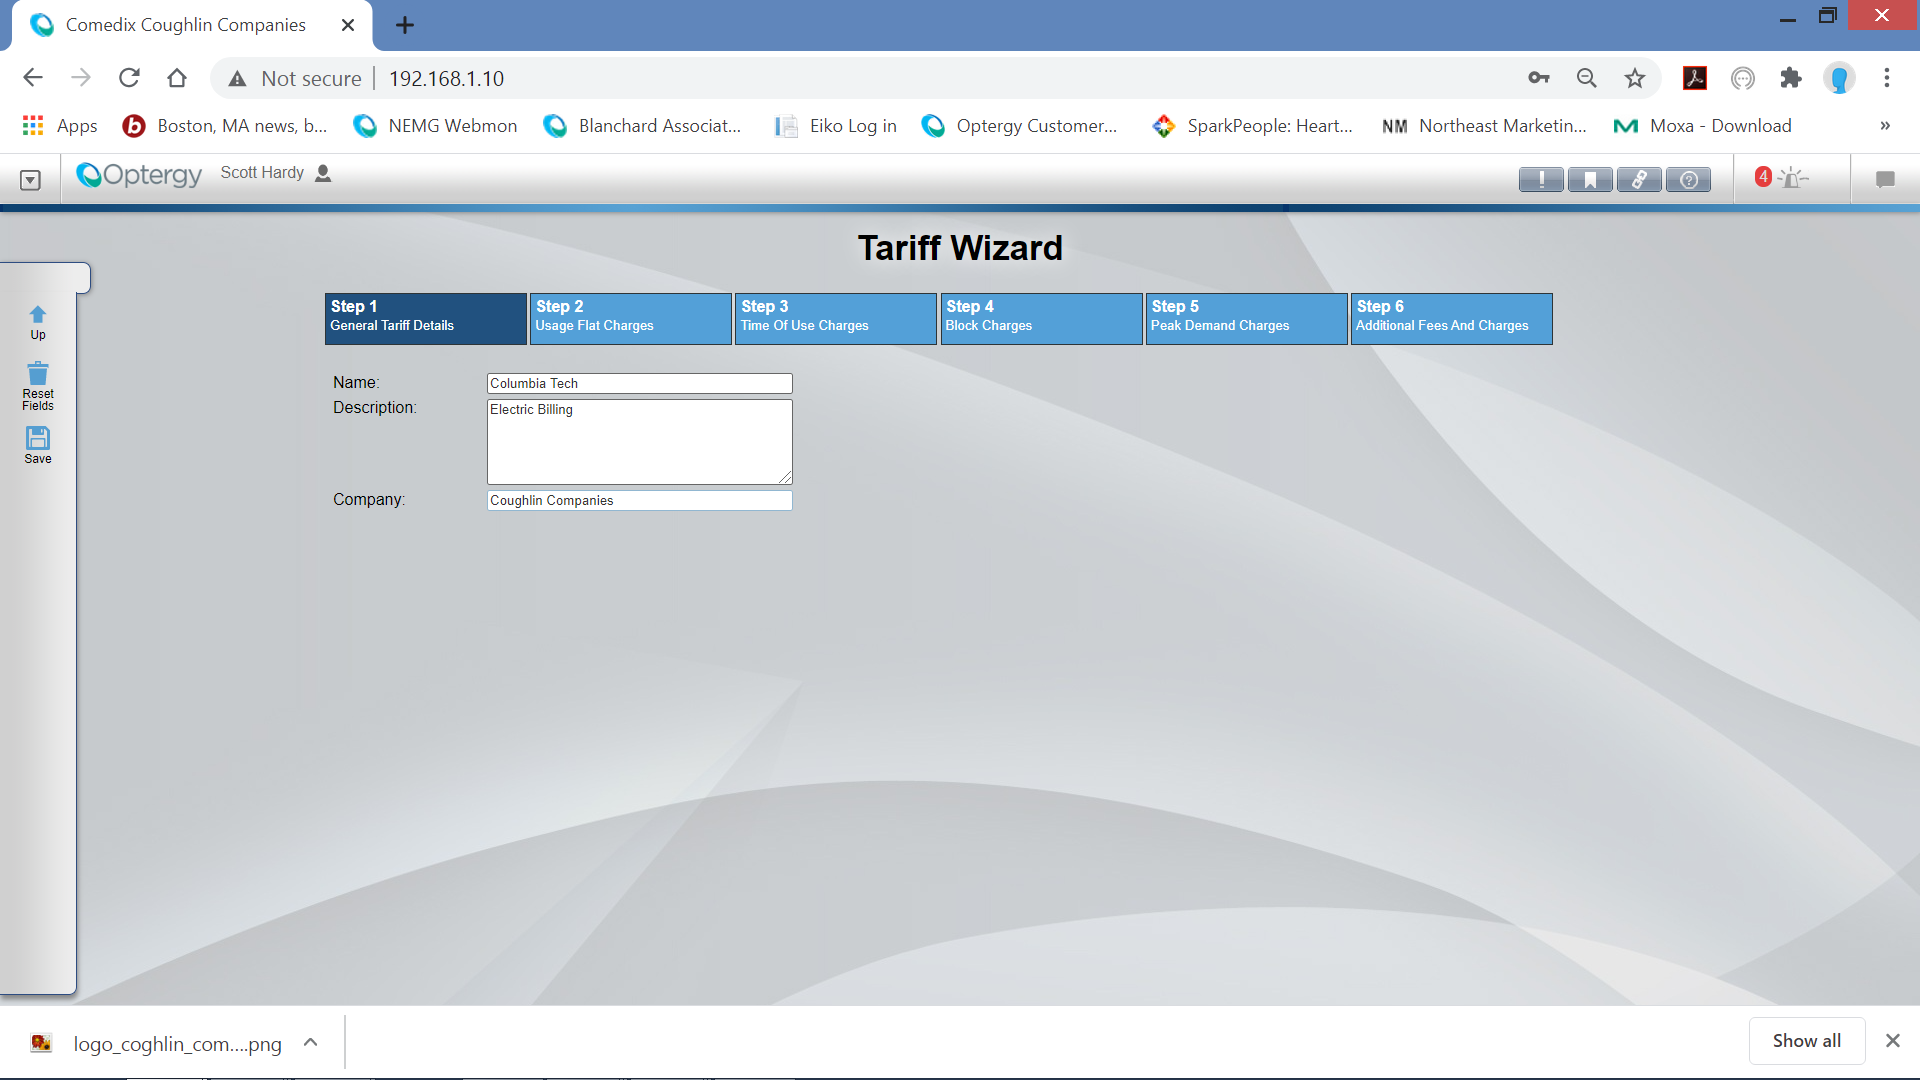 Comedix Coughlin Companies
Not secure
192.168.1.10
Apps
Boston, MA news, b...
NEMG Webmon
Blanchard Associat...
Eiko Log in
Optergy Customer...
SparkPeople: Heart...
NM Northeast Marketin...
Moxa - Download
»
Optergy
Scott Hardy
4
Tariff Wizard
Step 1
General Tariff Details
Step 2
Usage Flat Charges
Step 3
Time Of Use Charges
Step 4
Block Charges
Step 5
Peak Demand Charges
Step 6
Additional Fees And Charges
Up
Reset
Fields
Save
Name:
Columbia Tech
Description:
Electric Billing
Company:
Coughlin Companies
logo_coghlin_com....png
Show all